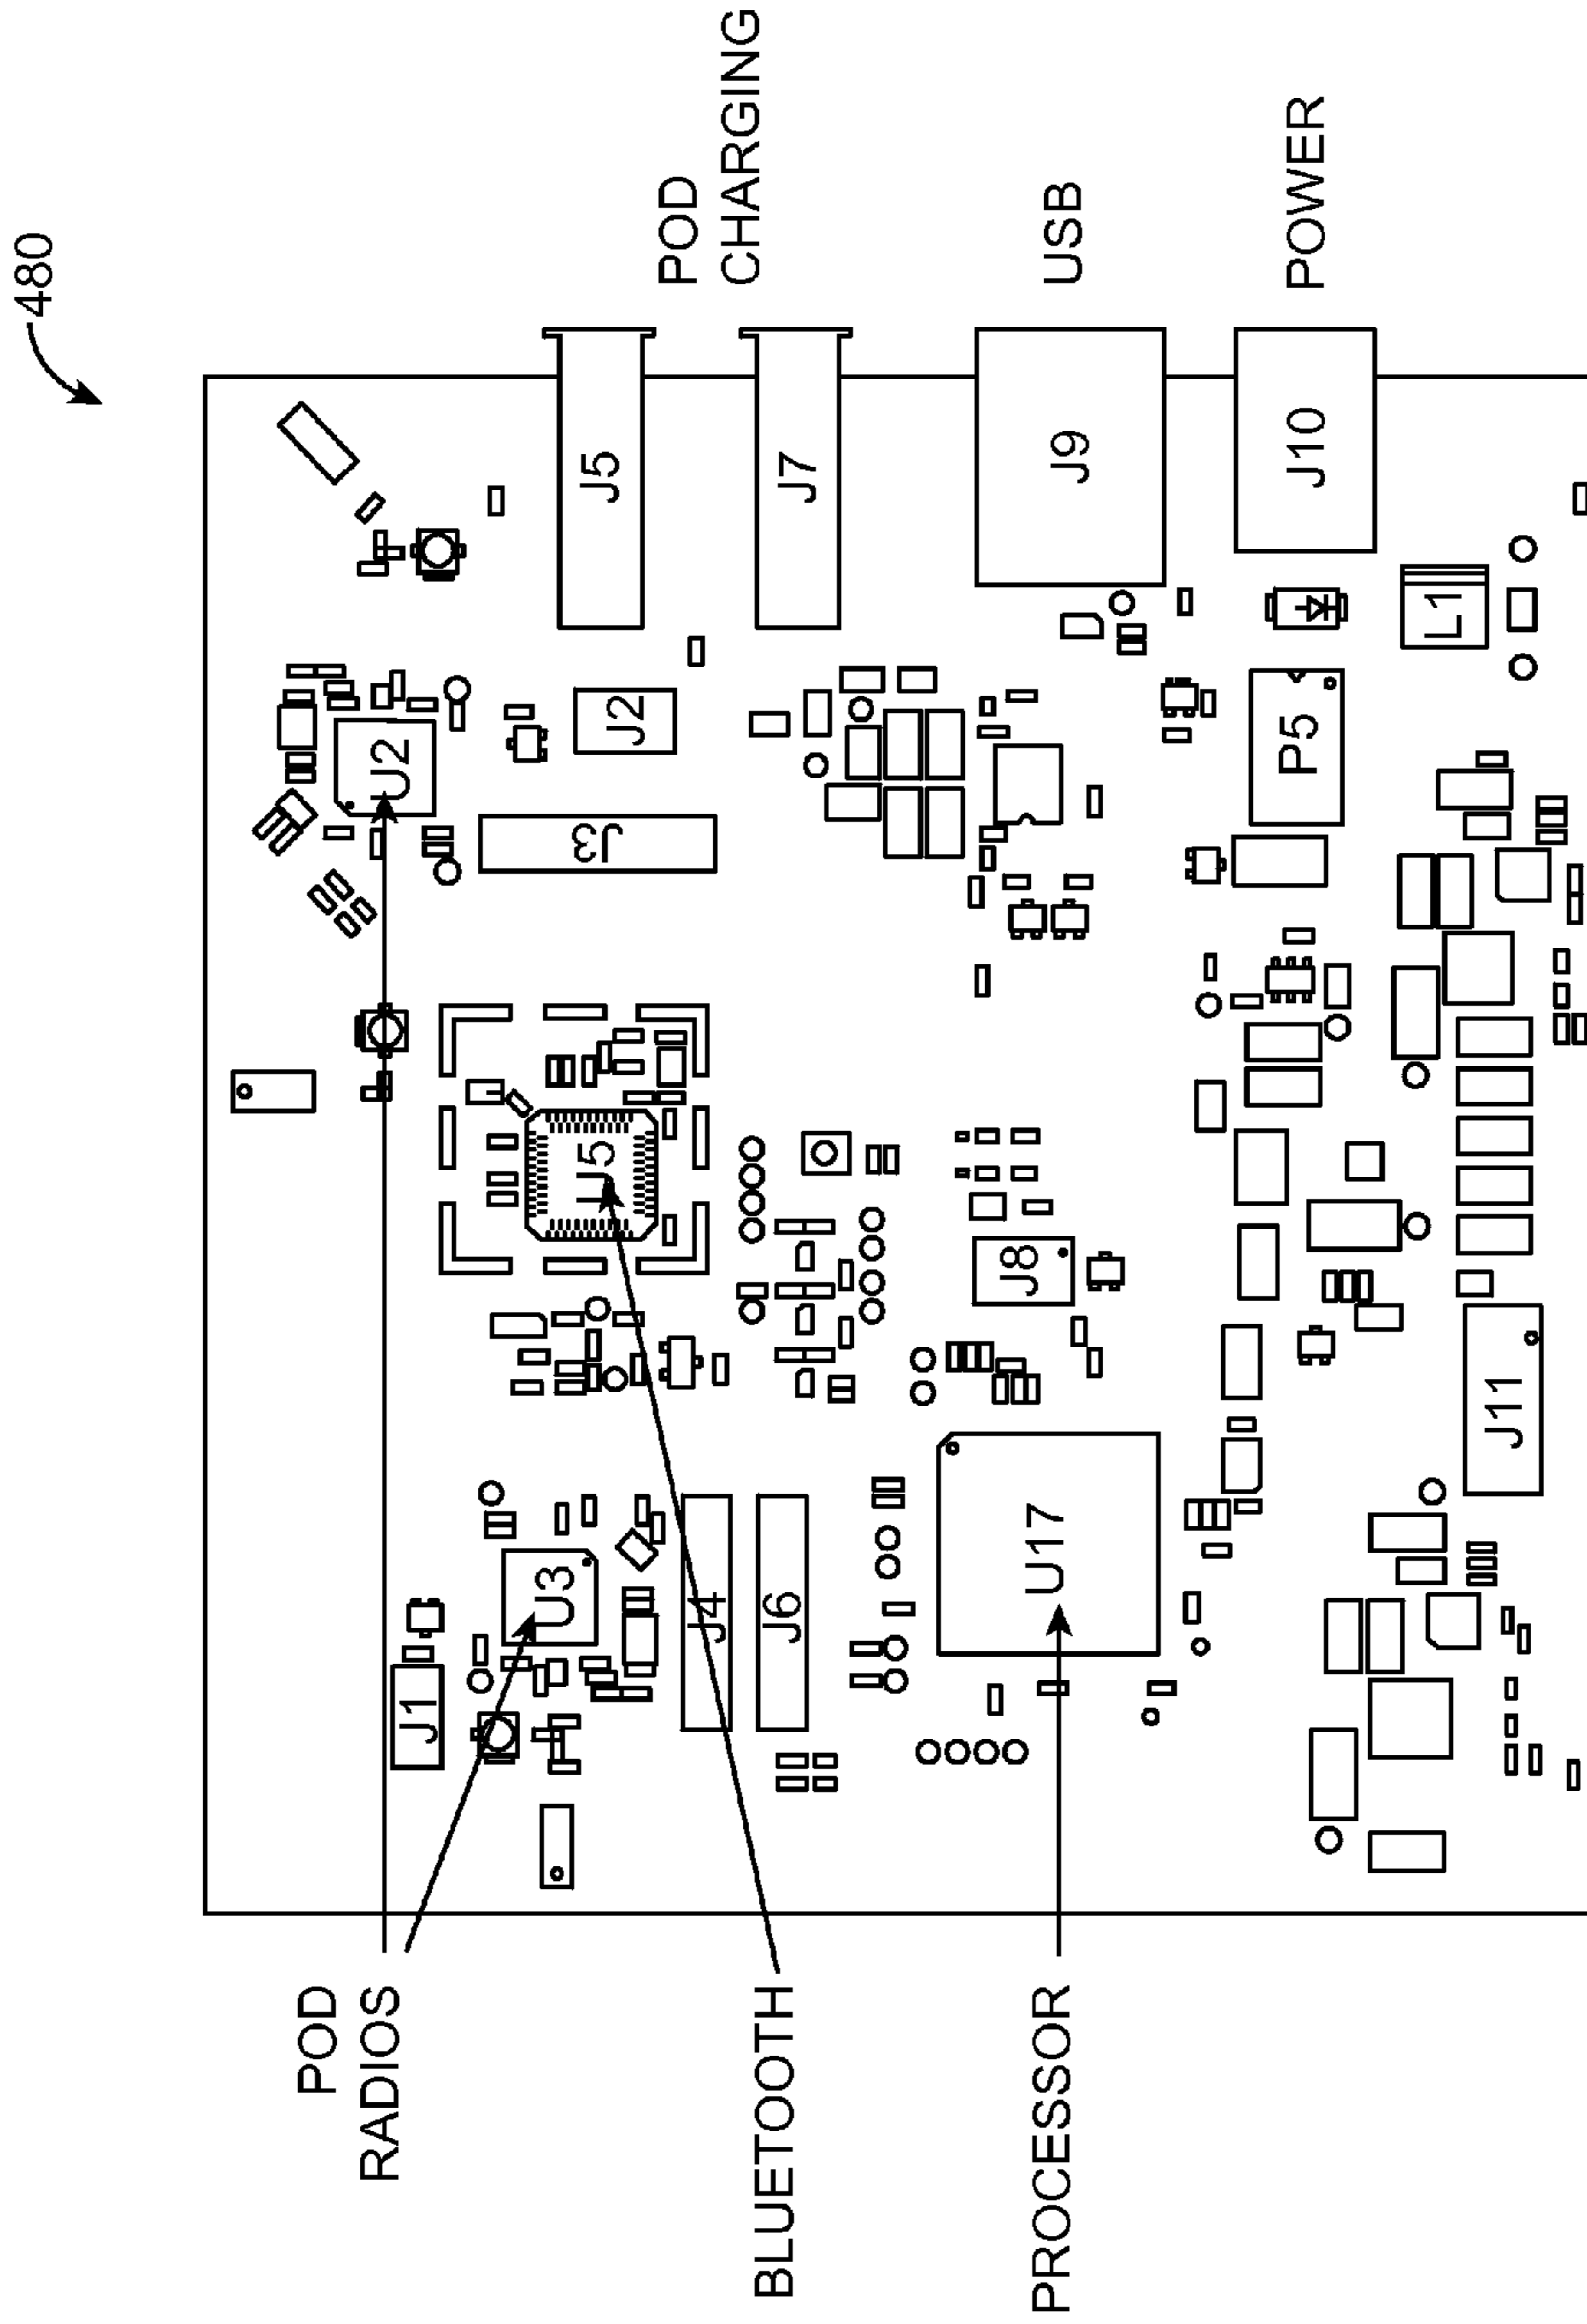 480
POD
CHARGING
USB
POWER
J5
J7
J9
J10
U2
J2
J3
L1
P5
U5
J8
J11
U3
J1
J4
J6
U17
POD
RADIOS
BLUETOOTH
PROCESSOR